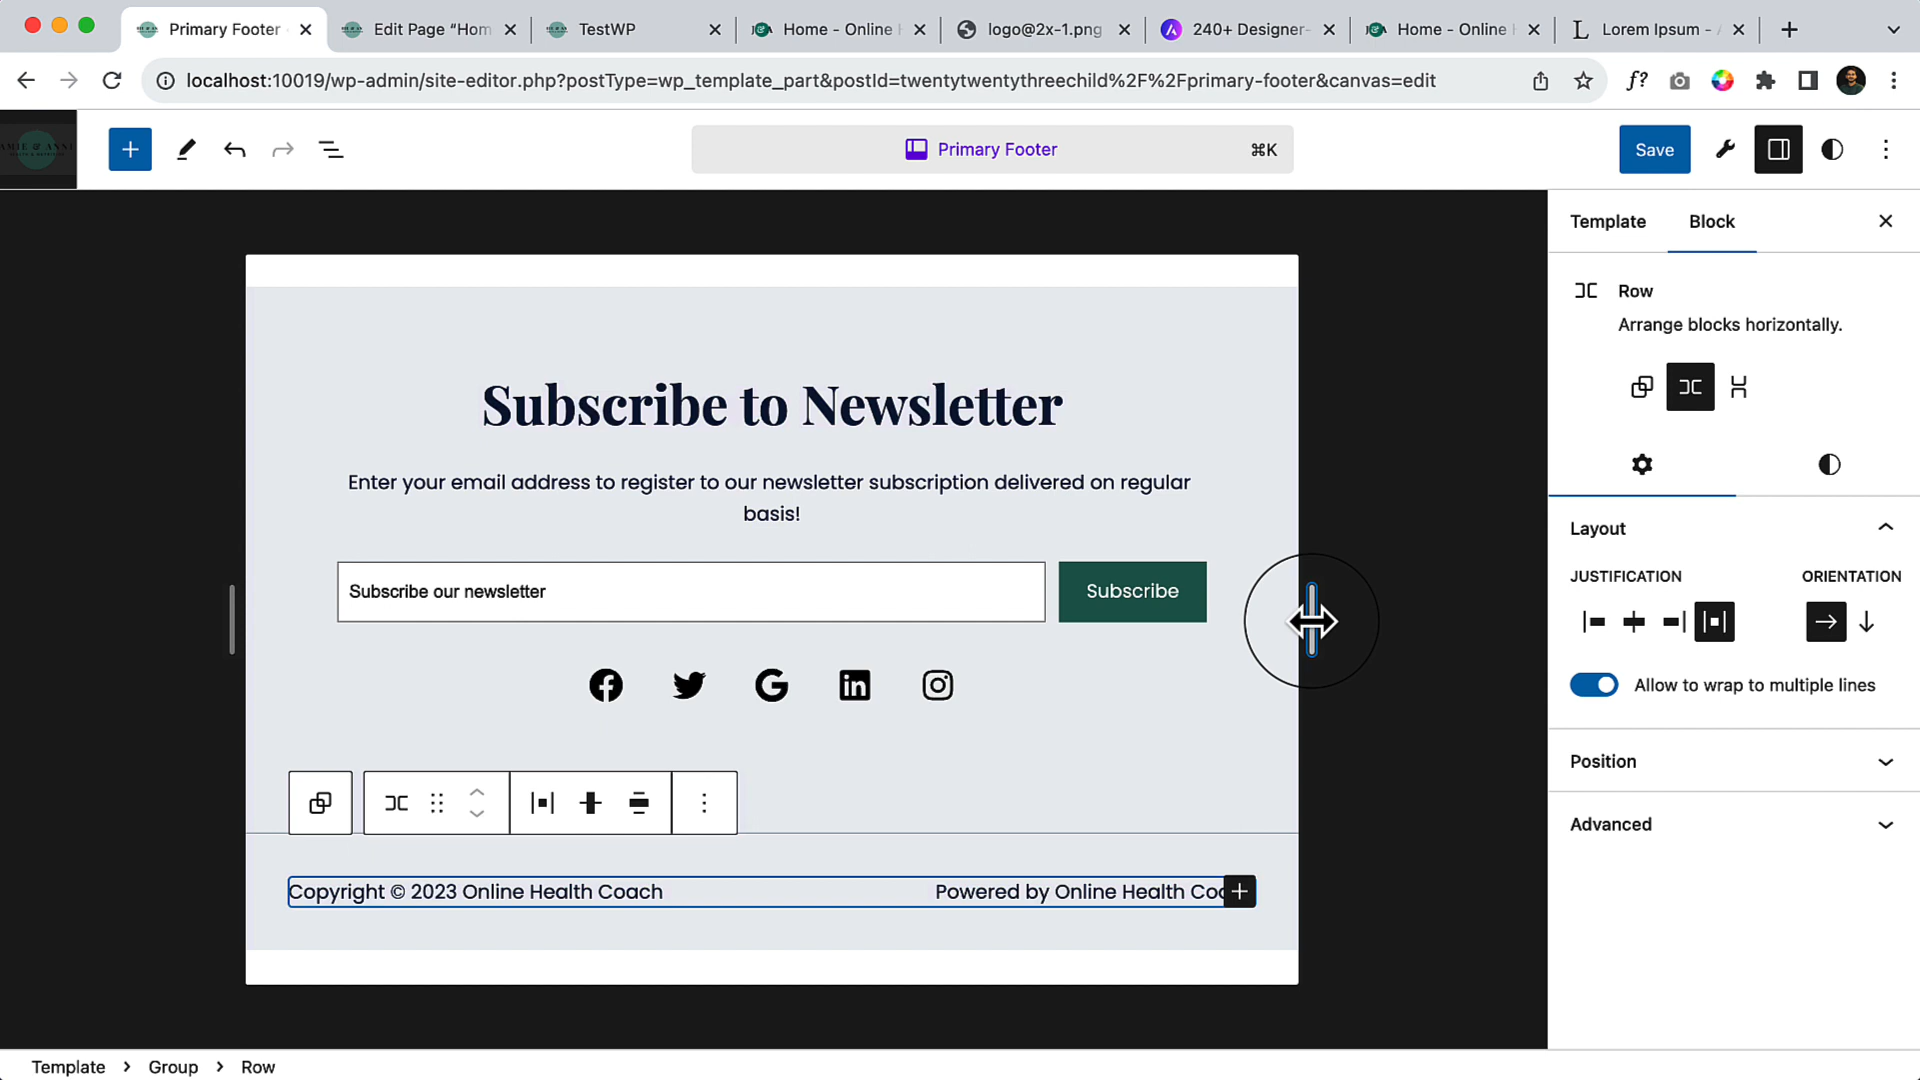 Primary Footer
Edit Page “Hom
TestWP
Home - Online
logo@2x-1.png
240+ Designer-
Home - Online
Lorem Ipsum -
localhost:10019/wp-admin/site-editor.php?postType=wp_template_part&postId=twentytwentythreechild%2F%2Fprimary-footer&canvas=edit
f?
Primary Footer
⌘K
Save
Template
Block
Row
Arrange blocks horizontally.
Layout
JUSTIFICATION
ORIENTATION
Allow to wrap to multiple lines
Position
Advanced
Subscribe to Newsletter
Enter your email address to register to our newsletter subscription delivered on regular
basis!
Subscribe our newsletter
Subscribe
Copyright © 2023 Online Health Coach
Powered by Online Health Coa
Template
Group
Row